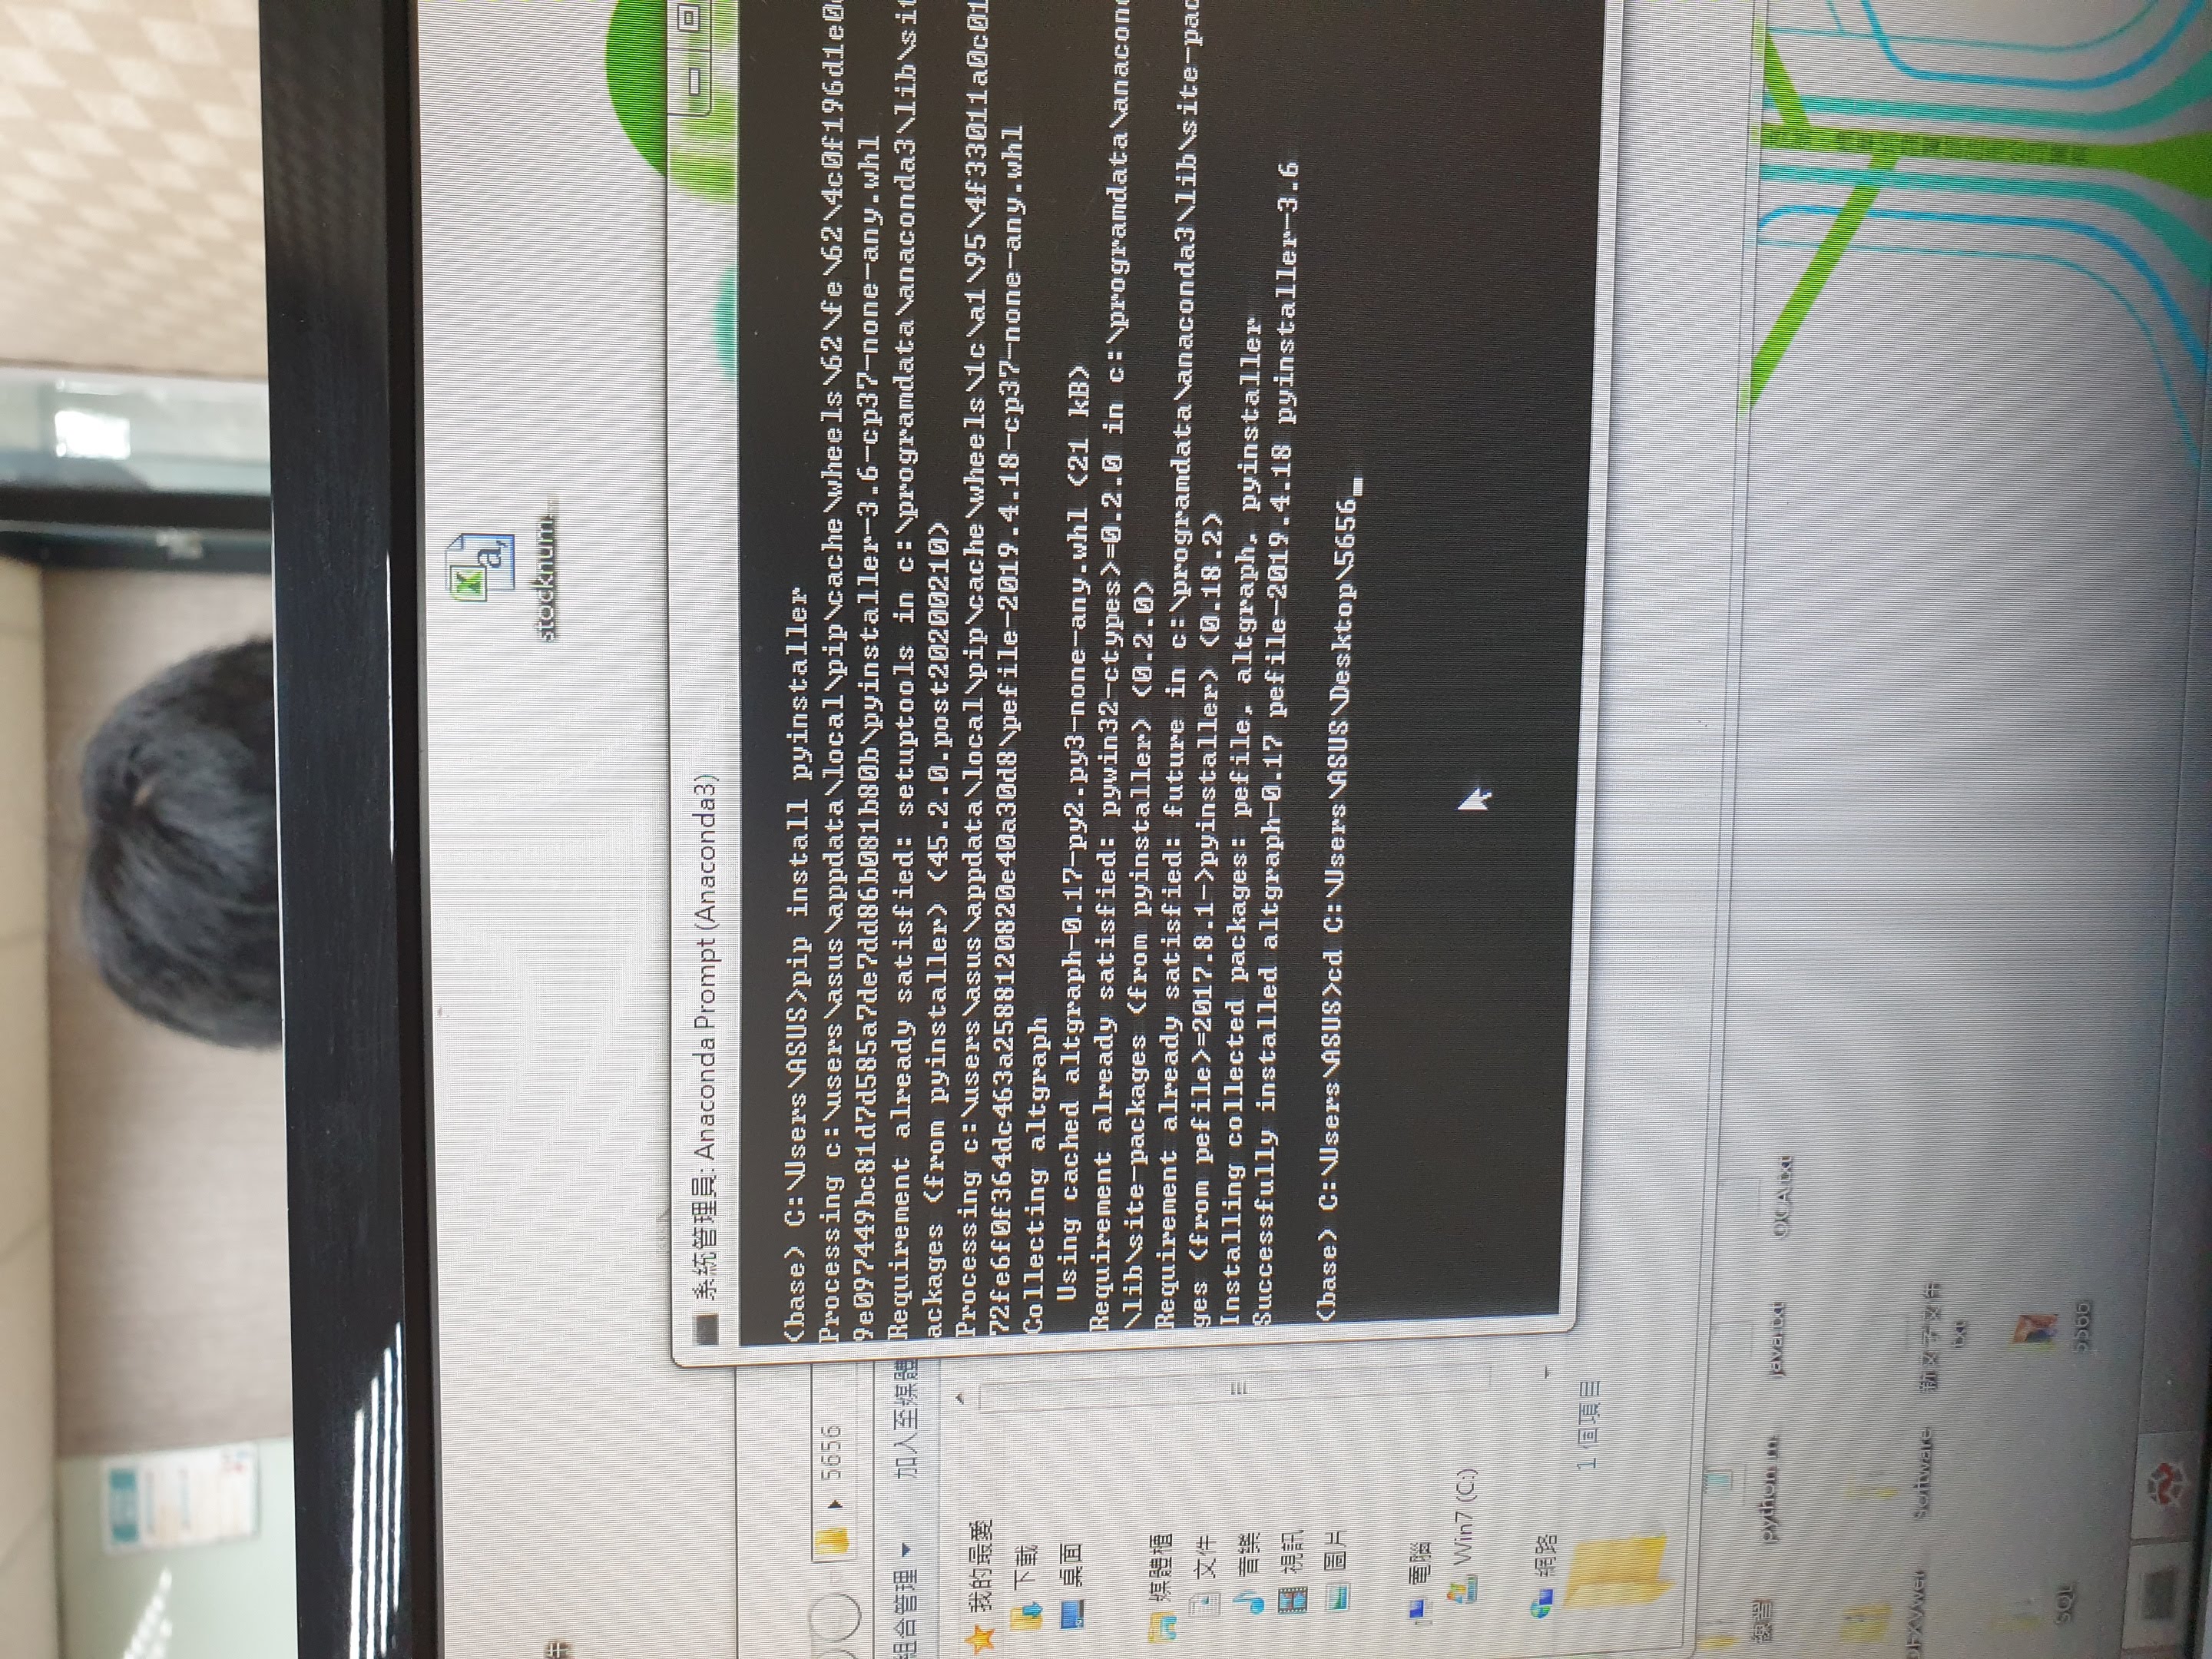 件
stocknum...
系統管理員: Anaconda Prompt (Anaconda3)
(base) C:\Users\ASUS>pip install pyinstaller
Processing c:\users\asus\appdata\local\pip\cache\wheels\62\fe\62\4c0f196d1e0
9e097449bc81d7d585a7de7dd86b081b80b\pyinstaller-3.6-cp37-none-any.whl
Requirement already satisfied: setuptools in c:\programdata\anaconda3\lib\sit
ackages (from pyinstaller) (45.2.0.post20200210)
Processing c:\users\asus\appdata\local\pip\cache\wheels\1c\a1\95\4f33011a0c01
72fe6f0f364dc463a2588120820e40a30d8\pefile-2019.4.18-cp37-none-any.whl
Collecting altgraph
Using cached altgraph-0.17-py2.py3-none-any.whl (21 kB)
Requirement already satisfied: pywin32-ctypes>=0.2.0 in c:\programdata\anacon
\lib\site-packages (from pyinstaller) (0.2.0)
Requirement already satisfied: future in c:\programdata\anaconda3\lib\site-pac
ges (from pefile>=2017.8.1->pyinstaller) (0.18.2)
Installing collected packages: pefile, altgraph, pyinstaller
Successfully installed altgraph-0.17 pefile-2019.4.18 pyinstaller-3.6
(base) C:\Users\ASUS>cd C:\Users\ASUS\Desktop\5656_
5656
組合管理 加入至媒體
我的最愛
下載
桌面
媒體櫃
文件
音樂
視訊
圖片
電腦
Win7 (C:)
網路
1 個項目
練習 python_m... java.txt OCA.txt
Software 新文字文件
.txt
SQL 5566